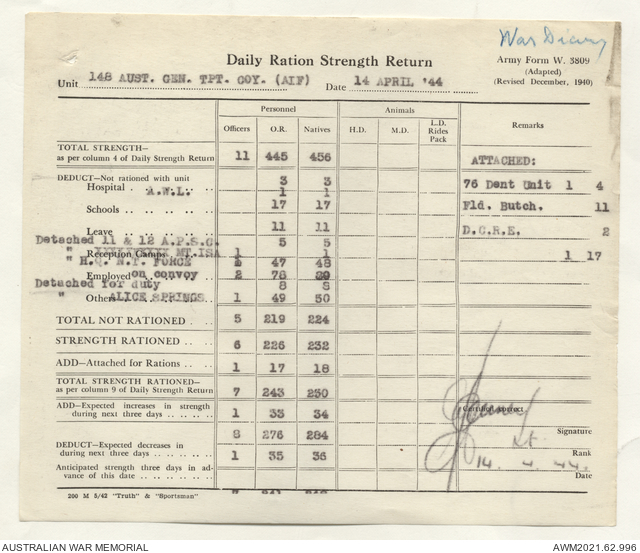 War Diary
Daily Ration Strength Return
Army Form W. 3809
(Adapted)
(Revised December, 1940)
Unit 148 AUST. GEN. TPT. COY. (AIF) Date 14 APRIL '44
Personnel Animals Remarks
Officers O.R. Natives H.D. M.D. L.D. Rides Pack
TOTAL STRENGTH—
as per column 4 of Daily Strength Return 11 445 456 ATTACHED:
DEDUCT—Not rationed with unit 3 3
Hospital A.W.L. 1 1 76 Dent Unit 1 4
Schools 17 17 Fld. Butch. 11
Leave 11 11 D.C.R.E. 2
Detached 11 & 12 A.P.S.C. 5 5
" Reception Camps MT. ISA 1 1 1 17
" H.Q. N.T. FORCE 1 47 48
Employed on convoy 2 78 80
Detached for duty 8 8
" Others ALICE SPRINGS 1 49 50
TOTAL NOT RATIONED 5 219 224
STRENGTH RATIONED 6 226 232
ADD—Attached for Rations 1 17 18
TOTAL STRENGTH RATIONED—
as per column 9 of Daily Strength Return 7 243 250
ADD—Expected increases in strength
during next three days 1 33 34
Certified correct
8 276 284
Signature
DEDUCT—Expected decreases in
during next three days 1 35 36
Lt.
Rank
14. 4. 44.
Date
Anticipated strength three days in advance of this date
7 241 248
200 M 5/42 "Truth" & "Sportsman"
AUSTRALIAN WAR MEMORIAL
AWM2021.62.996